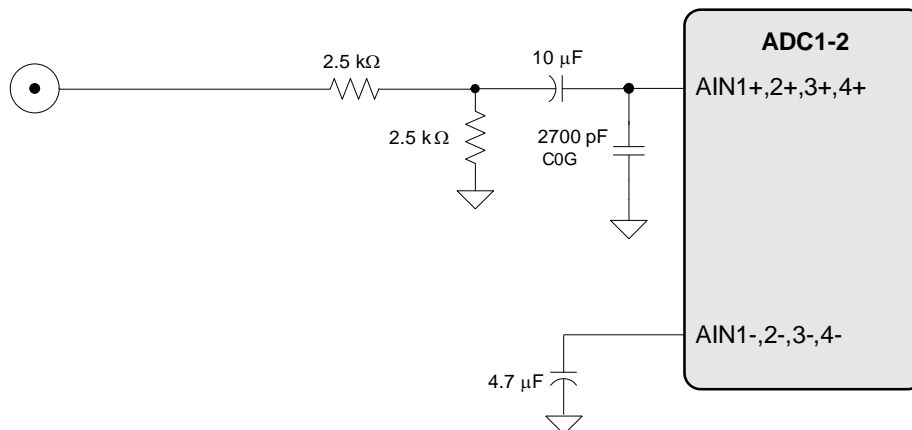 ADC1-2
10 µF
2.5 kΩ
AIN1+,2+,3+,4+
2.5 kΩ
2700 pF
C0G
AIN1-,2-,3-,4-
4.7 µF